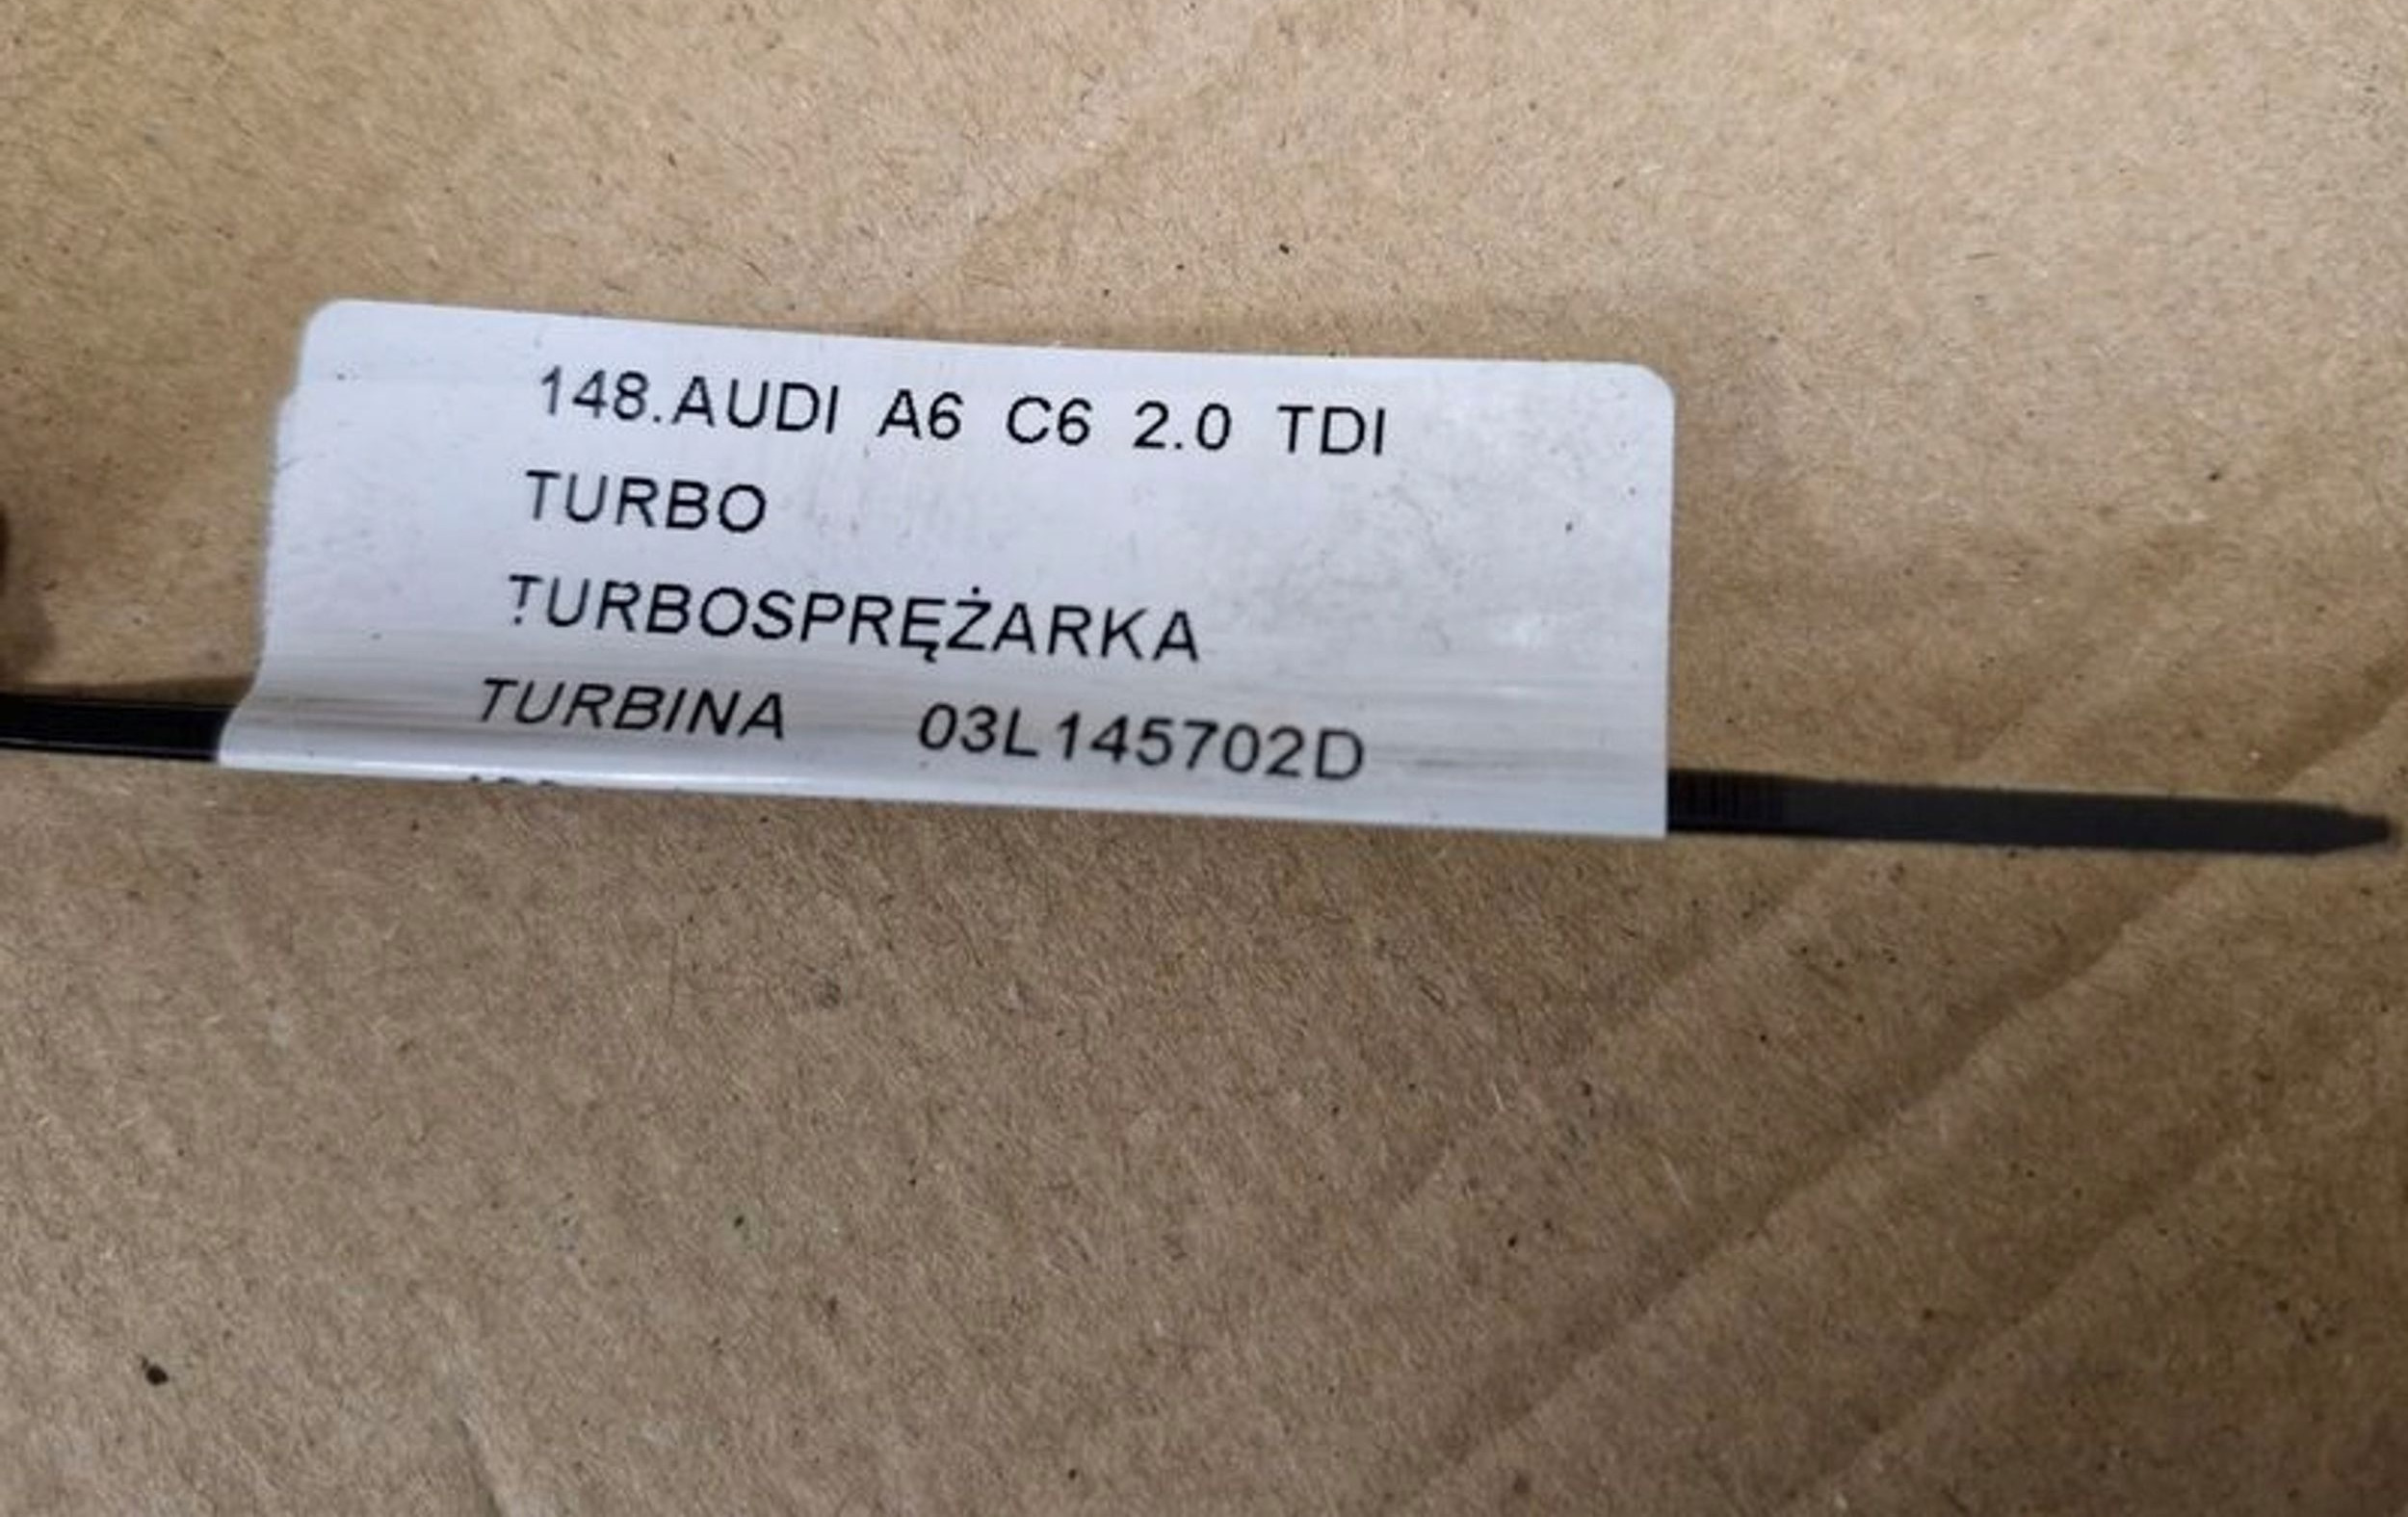 148.AUDI A6 C6 2.0 TDI
TURBO
TURBOSPRĘŻARKA
TURBINA 03L145702D